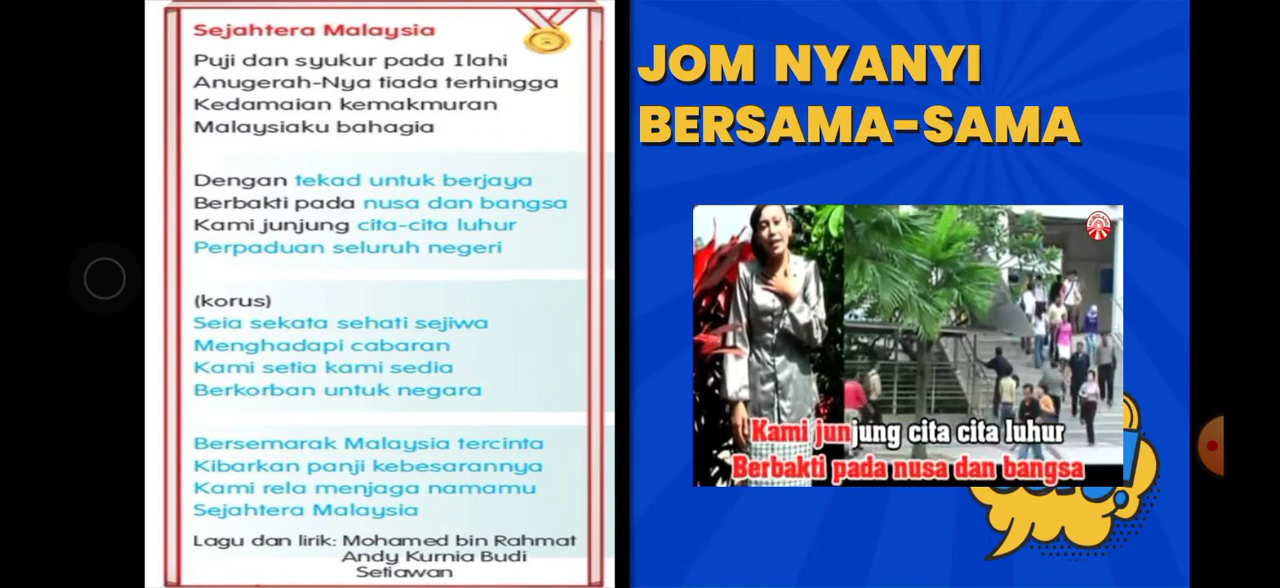 Sejahtera Malaysia
Puji dan syukur pada Ilahi
Anugerah-Nya tiada terhingga
Kedamaian kemakmuran
Malaysiaku bahagia
Dengan tekad untuk berjaya
Berbakti pada nusa dan bangsa
Kami junjung cita-cita luhur
Perpaduan seluruh negeri
(korus)
Seia sekata sehati sejiwa
Menghadapi cabaran
Kami setia kami sedia
Berkorban untuk negara
Bersemarak Malaysia tercinta
Kibarkan panji kebesarannya
Kami rela menjaga namamu
Sejahtera Malaysia
Lagu dan lirik: Mohamed bin Rahmat
Andy Kurnia Budi
Setiawan
JOM NYANYI
BERSAMA-SAMA
Kami junjung cita cita luhur
Berbakti pada nusa dan bangsa